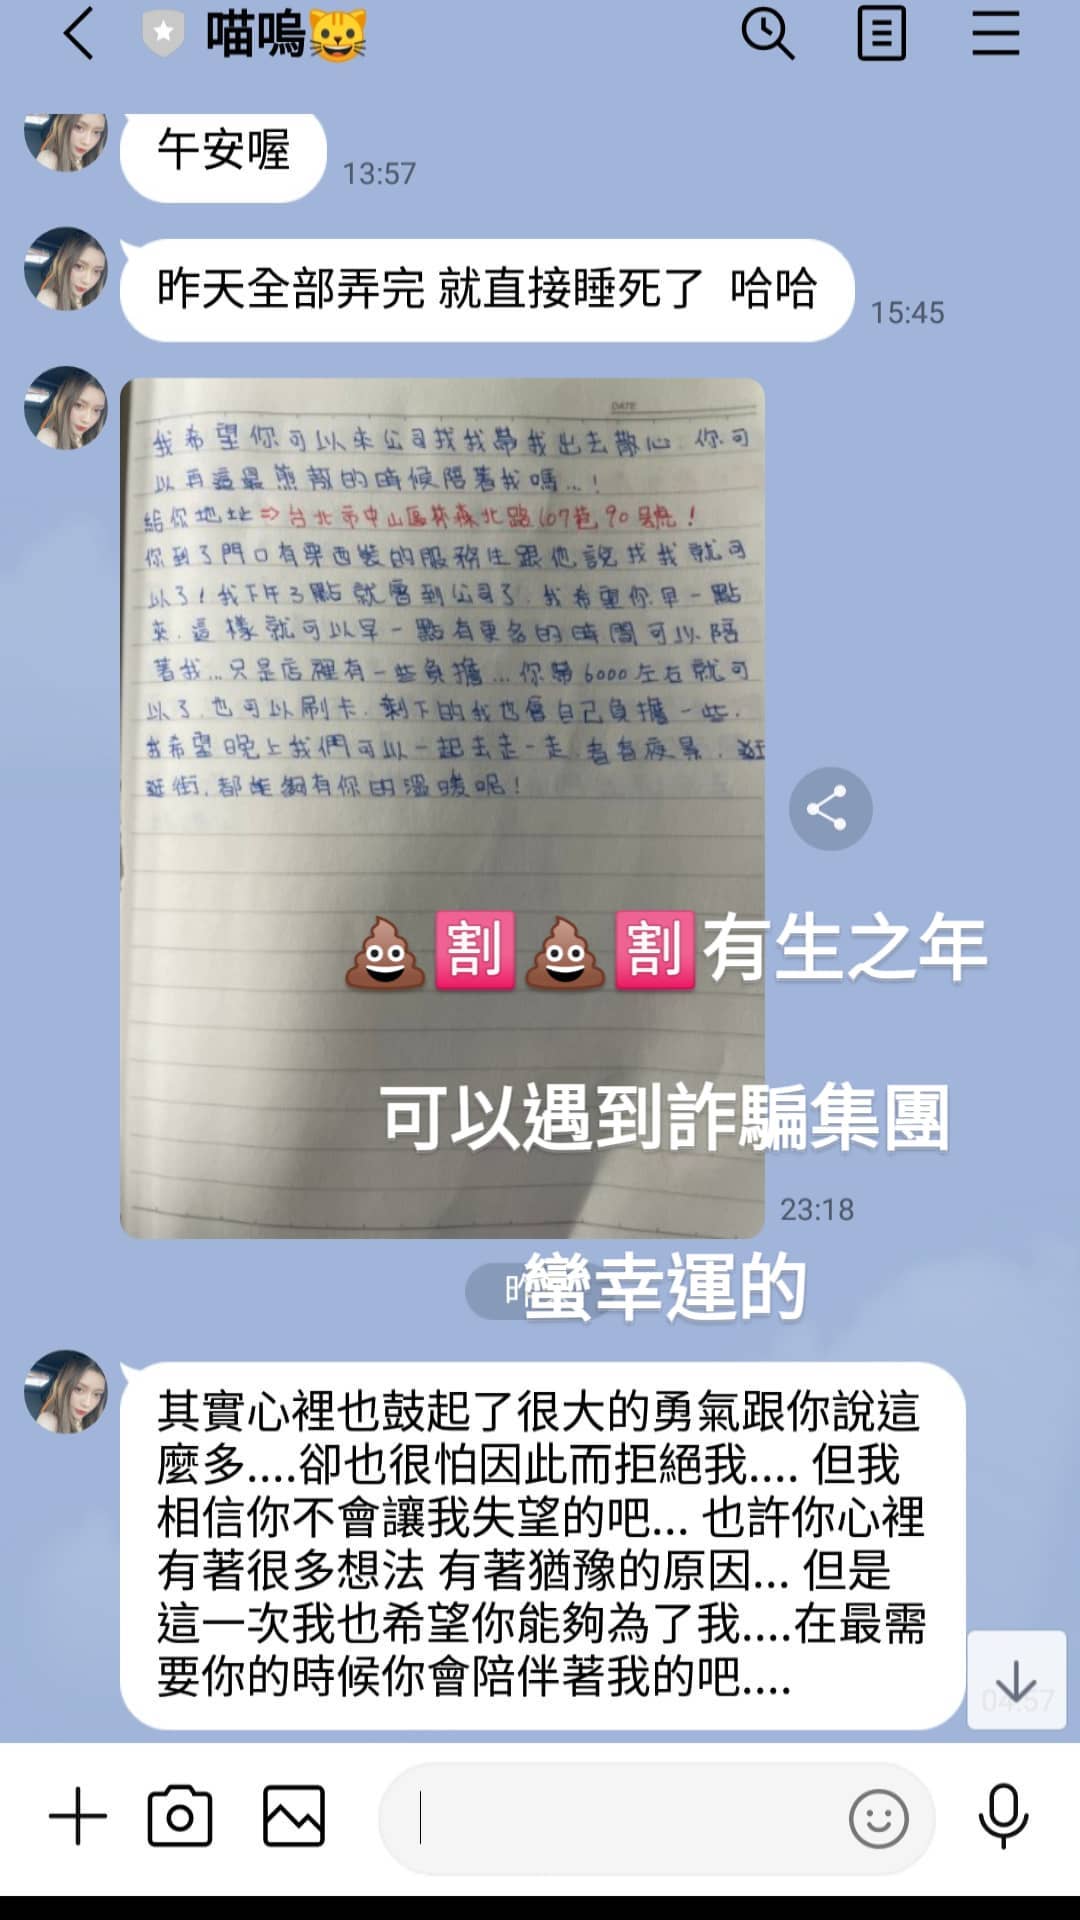 喵嗚😺
午安喔
13:57
昨天全部弄完 就直接睡死了 哈哈
15:45
DATE
我希望你可以來公司找我帶我出去散心.你可
以再這最煎熬的時候陪著我嗎...!
給你地址⇒台北市中山區林森北路107巷90號!
你到了門口有穿西裝的服務生跟他說找我就可
以了!我下午3點就會到公司了.我希望你早一點
來.這樣就可以早一點有更多的時間可以陪
著我...只是店裡有一些負擔...你帶6000左右就可
以了.也可以刷卡.剩下的我也會自己負擔一些.
我希望晚上我們可以一起去走一走.看看夜景.逛
逛街.都能夠有你的溫暖呢!
💩🈹💩🈹有生之年
可以遇到詐騙集團
23:18
蠻幸運的
其實心裡也鼓起了很大的勇氣跟你說這
麼多....卻也很怕因此而拒絕我.... 但我
相信你不會讓我失望的吧... 也許你心裡
有著很多想法 有著猶豫的原因... 但是
這一次我也希望你能夠為了我....在最需
要你的時候你會陪伴著我的吧....
04:57